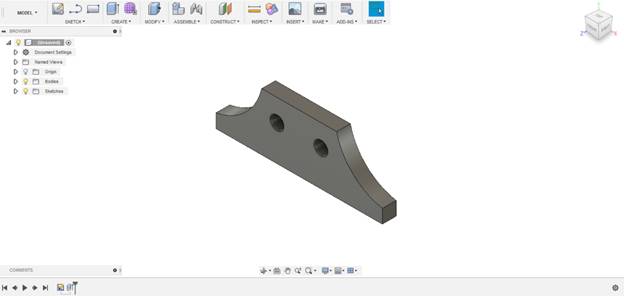 MODEL
SKETCH
CREATE
MODIFY
ASSEMBLE
CONSTRUCT
INSPECT
INSERT
MAKE
ADD-INS
SELECT
BROWSER
(Unsaved)
Document Settings
Named Views
Origin
Bodies
Sketches
COMMENTS
Z
X